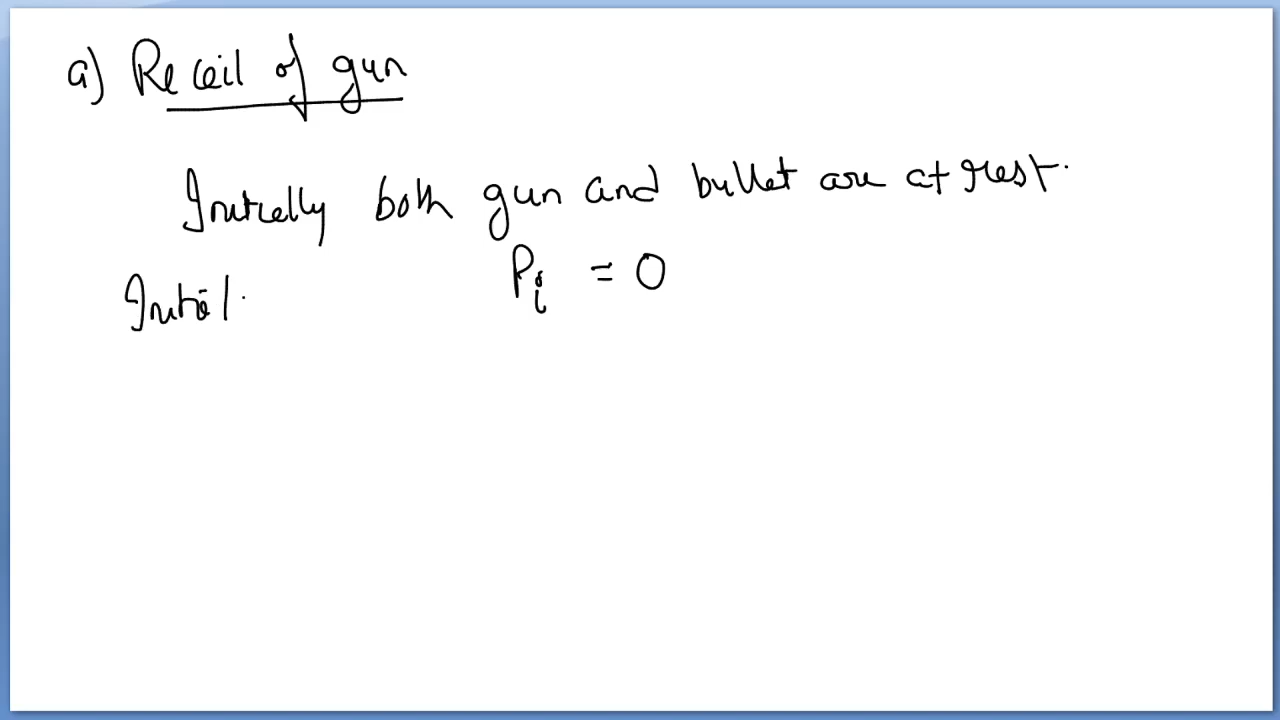 a) Recoil of gun
Initially both gun and bullet are at rest.
Pi = 0
Initial